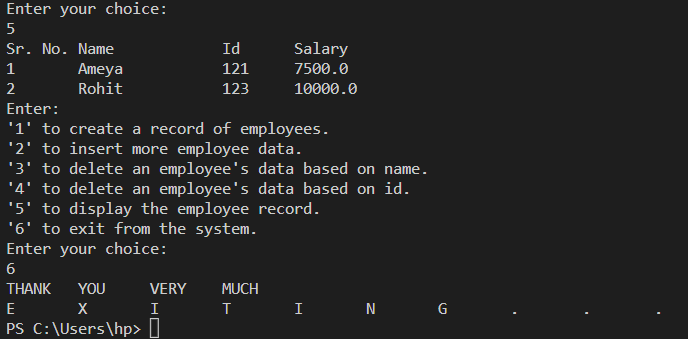 Enter your choice:
5
Sr. No. Name Id Salary
1 Ameya 121 7500.0
2 Rohit 123 10000.0
Enter:
'1' to create a record of employees.
'2' to insert more employee data.
'3' to delete an employee's data based on name.
'4' to delete an employee's data based on id.
'5' to display the employee record.
'6' to exit from the system.
Enter your choice:
6
THANK YOU VERY MUCH
E X I T I N G . . .
PS C:\Users\hp>